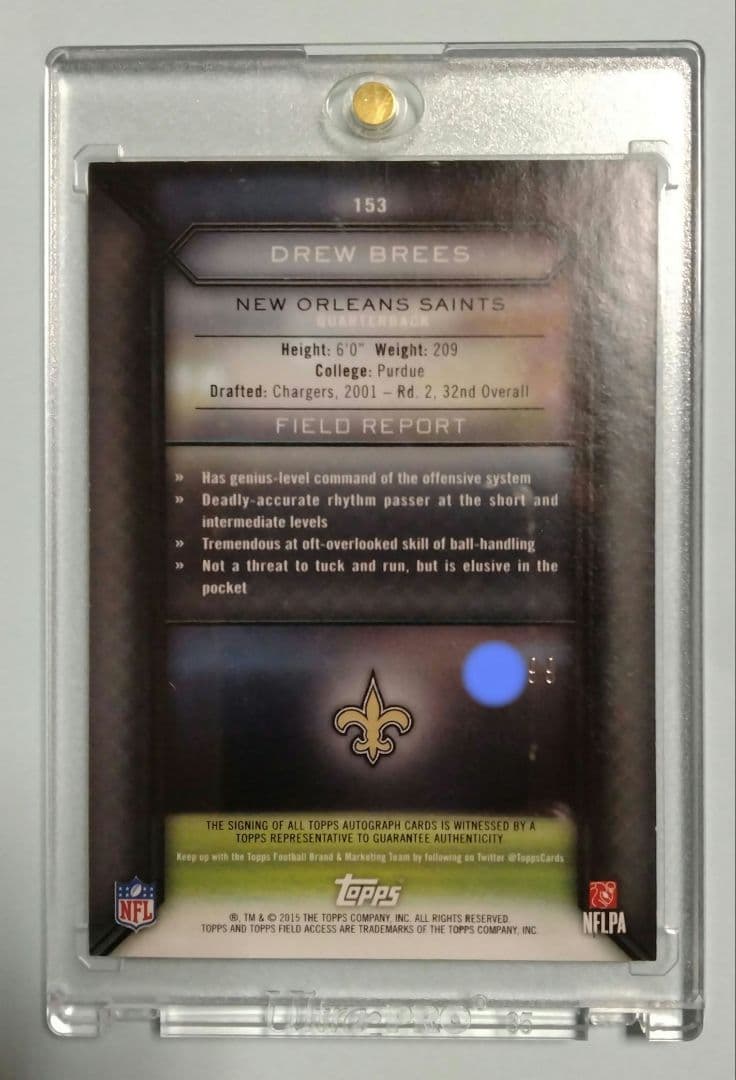 153
DREW BREES
NEW ORLEANS SAINTS
QUARTERBACK
Height: 6'0" Weight: 209
College: Purdue
Drafted: Chargers, 2001 – Rd. 2, 32nd Overall
FIELD REPORT
» Has genius-level command of the offensive system
» Deadly-accurate rhythm passer at the short and
intermediate levels
» Tremendous at oft-overlooked skill of ball-handling
» Not a threat to tuck and run, but is elusive in the
pocket
THE SIGNING OF ALL TOPPS AUTOGRAPH CARDS IS WITNESSED BY A
TOPPS REPRESENTATIVE TO GUARANTEE AUTHENTICITY
Keep up with the Topps Football Brand & Marketing Team by following on Twitter @ToppsCards
topps
NFL
NFLPA
®, TM & © 2015 THE TOPPS COMPANY, INC. ALL RIGHTS RESERVED.
TOPPS AND TOPPS FIELD ACCESS ARE TRADEMARKS OF THE TOPPS COMPANY, INC.
Ultra·PRO® 35